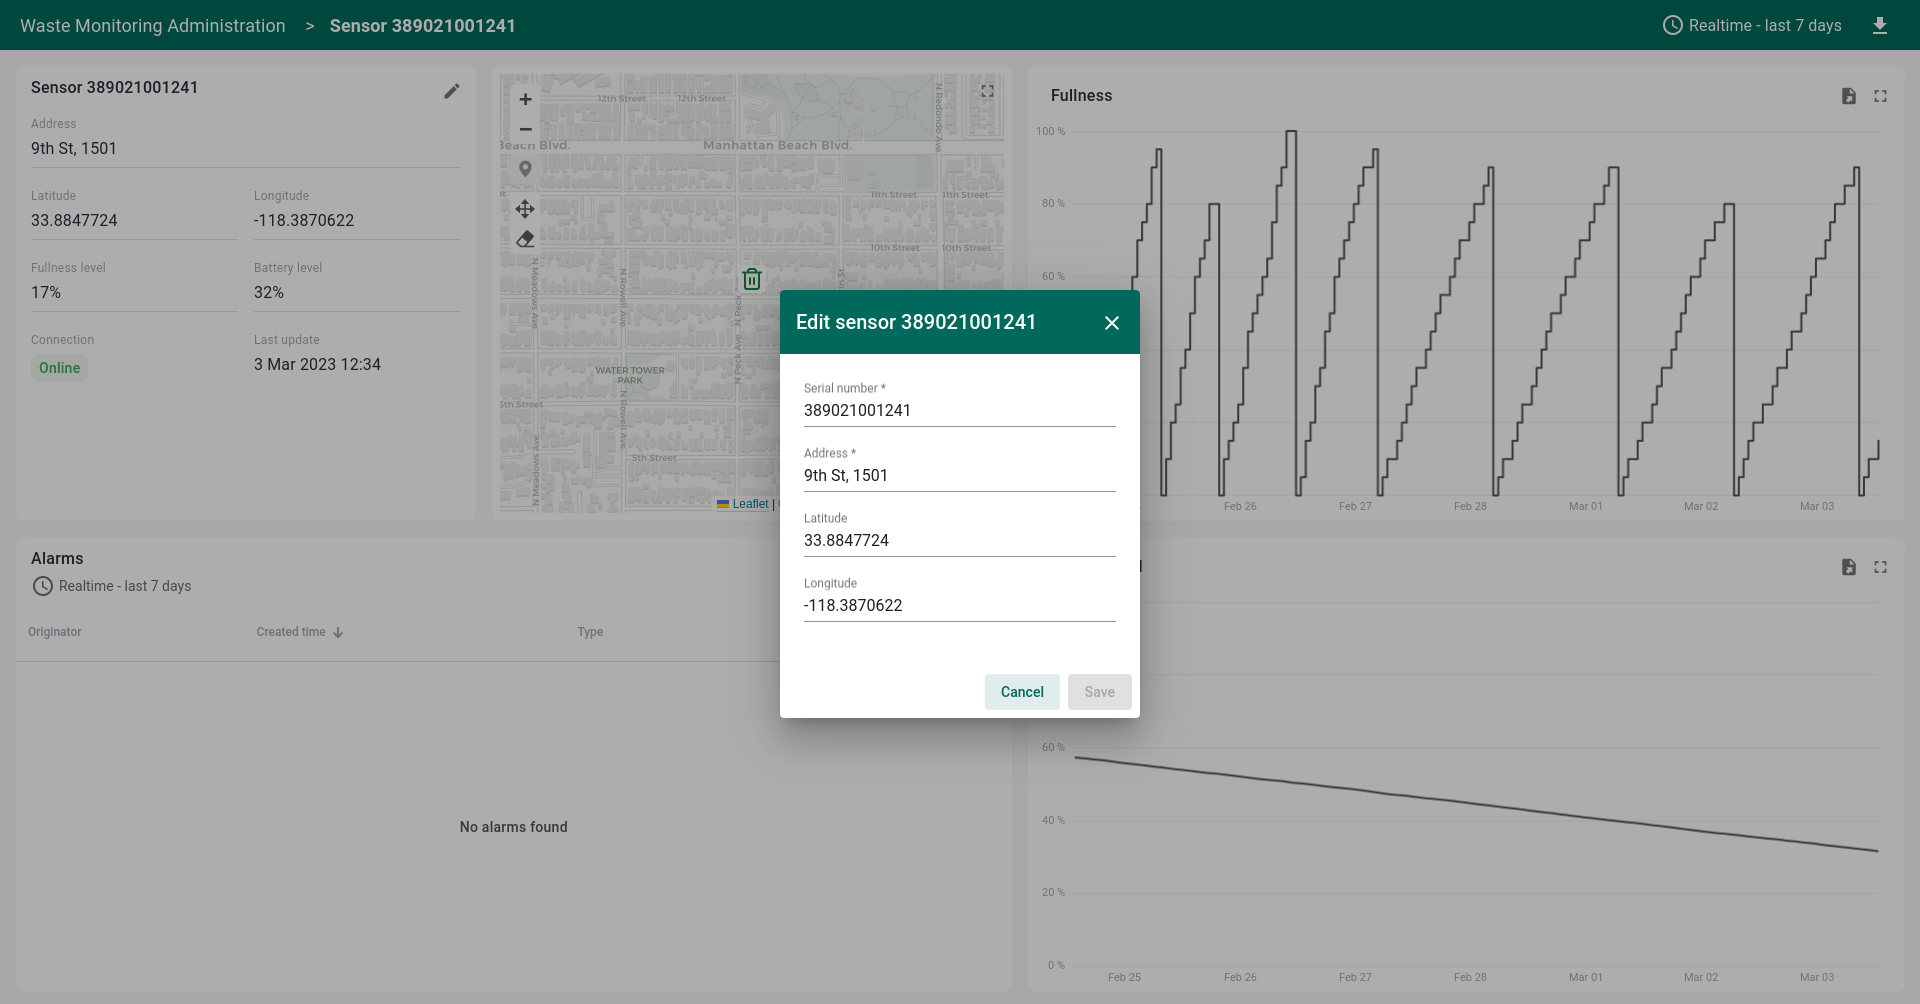 Waste Monitoring Administration > Sensor 389021001241
Realtime - last 7 days
Sensor 389021001241
Address
9th St, 1501
Latitude
33.8847724
Longitude
-118.3870622
Fullness level
17%
Battery level
32%
Connection
Online
Last update
3 Mar 2023 12:34
+
−
12th Street
12th Street
N Redondo Ave
Beach Blvd.
Manhattan Beach Blvd.
11th Street
11th Street
10th Street
10th Street
N Meadows Ave
N Rowell Ave
N Peck Ave
N Peck Ave
WATER TOWER
PARK
N Rowell Ave
5th Street
N Meadows Ave
Leaflet |
Fullness
100 %
80 %
60 %
Feb 26
Feb 27
Feb 28
Mar 01
Mar 02
Mar 03
Edit sensor 389021001241
Serial number *
389021001241
Address *
9th St, 1501
Latitude
33.8847724
Longitude
-118.3870622
Cancel
Save
Alarms
Realtime - last 7 days
Originator
Created time
Type
No alarms found
60 %
40 %
20 %
0 %
Feb 25
Feb 26
Feb 27
Feb 28
Mar 01
Mar 02
Mar 03